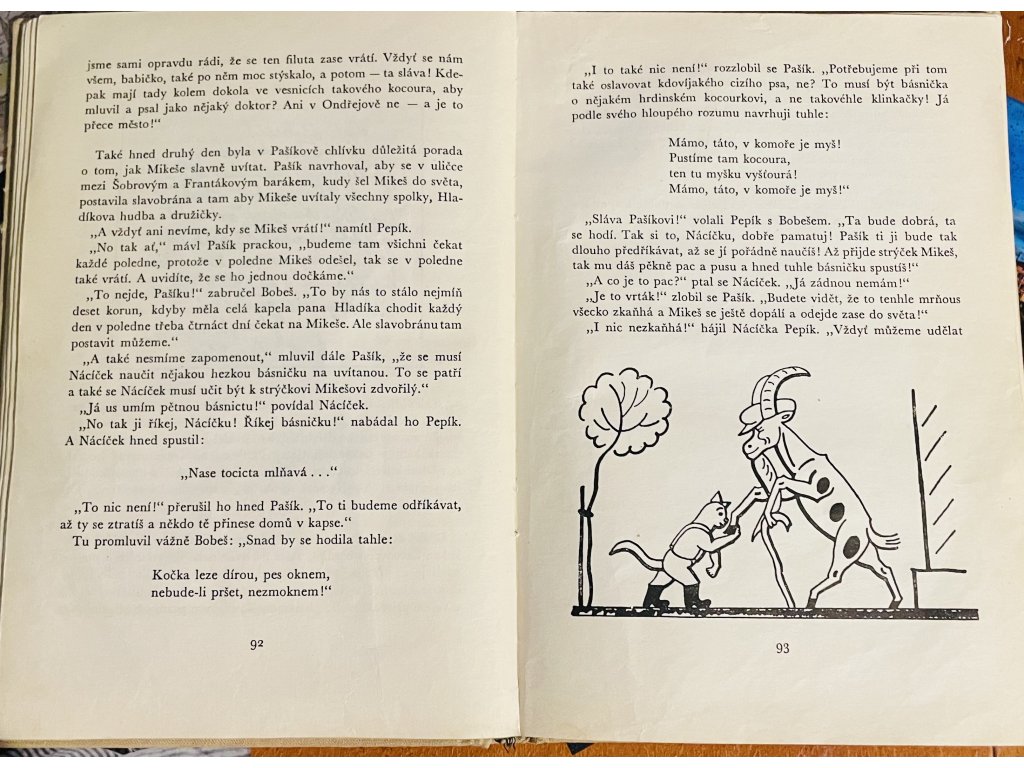 jsme sami opravdu rádi, že se ten filuta zase vrátí. Vždyť se nám
všem, babičko, také po něm moc stýskalo, a potom — ta sláva! Kde-
pak mají tady kolem dokola ve vesnicích takového kocoura, aby
mluvil a psal jako nějaký doktor? Ani v Ondřejově ne — a je to
přece město!“
Také hned druhý den byla v Pašíkově chlívku důležitá porada
o tom, jak Mikeše slavně uvítat. Pašík navrhoval, aby se v uličce
mezi Šobrovým a Frantákovým barákem, kudy šel Mikeš do světa,
postavila slavobrána a tam aby Mikeše uvítaly všechny spolky, Hla-
díkova hudba a družičky.
„A vždyť ani nevíme, kdy se Mikeš vrátí!“ namítl Pepík.
„No tak ať,“ mávl Pašík prackou, „budeme tam všichni čekat
každé poledne, protože v poledne Mikeš odešel, tak se v poledne
také vrátí. A uvidíte, že se ho jednou dočkáme.“
„To nejde, Pašíku!“ zabručel Bobeš. „To by nás to stálo nejmíň
deset korun, kdyby měla celá kapela pana Hladíka chodit každý
den v poledne třeba čtrnáct dní čekat na Mikeše. Ale slavobránu tam
postavit můžeme.“
„A také nesmíme zapomenout,“ mluvil dále Pašík, „že se musí
Nácíček naučit nějakou hezkou básničku na uvítanou. To se patří
a také se Nácíček musí učit být k strýčkovi Mikešovi zdvořilý.“
„Já us umím pětnou básnictu!“ povídal Nácíček.
„No tak ji říkej, Nácíčku! Říkej básničku!“ nabádal ho Pepík.
A Nácíček hned spustil:
„Nase tocicta mlňavá . . .“
„To nic není!“ přerušil ho hned Pašík. „To ti budeme odříkávat,
až ty se ztratíš a někdo tě přinese domů v kapse.“
Tu promluvil vážně Bobeš: „Snad by se hodila tahle:
Kočka leze dírou, pes oknem,
nebude-li pršet, nezmoknem!“
92
„I to také nic není!“ rozzlobil se Pašík. „Potřebujeme při tom
také oslavovat kdovíjakého cizího psa, ne? To musí být básnička
o nějakém hrdinském kocourkovi, a ne takovéhle klinkačky! Já
podle svého hloupého rozumu navrhuji tuhle:
Mámo, táto, v komoře je myš!
Pustíme tam kocoura,
ten tu myšku vyšťourá!
Mámo, táto, v komoře je myš!“
„Sláva Pašíkovi!“ volali Pepík s Bobešem. „Ta bude dobrá, ta
se hodí. Tak si to, Nácíčku, dobře pamatuj! Pašík ti ji bude tak
dlouho předříkávat, až se jí pořádně naučíš! Až přijde strýček Mikeš,
tak mu dáš pěkně pac a pusu a hned tuhle básničku spustíš!“
„A co je to pac?“ ptal se Nácíček. „Já zádnou nemám!“
„Je to vrták!“ zlobil se Pašík. „Budete vidět, že to tenhle mrňous
všecko zkaňhá a Mikeš se ještě dopálí a odejde zase do světa!“
„I nic nezkaňhá!“ hájil Nácíčka Pepík. „Vždyť můžeme udělat
93